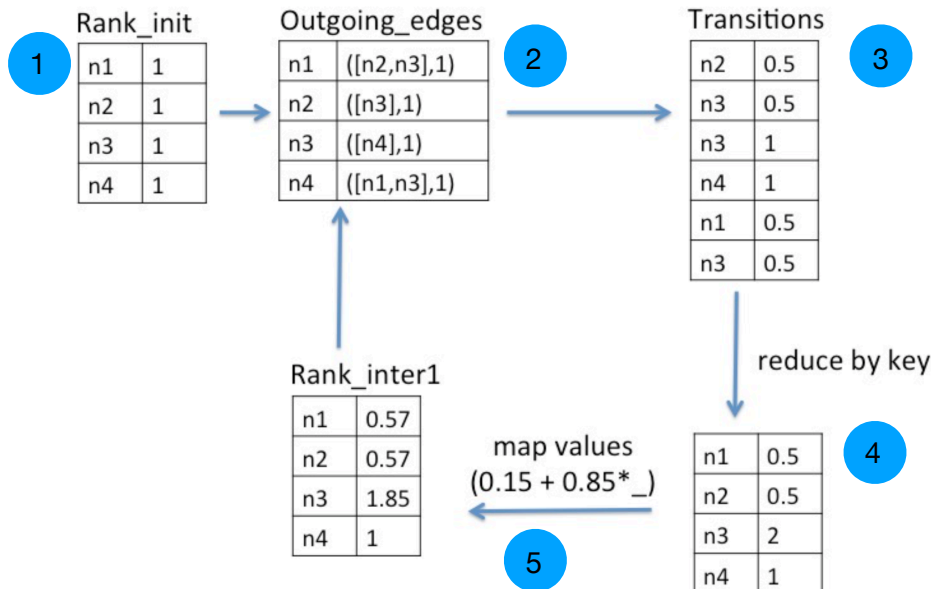 Rank_init
1
n1 1
n2 1
n3 1
n4 1
Outgoing_edges
2
n1 ([n2,n3],1)
n2 ([n3],1)
n3 ([n4],1)
n4 ([n1,n3],1)
Transitions
3
n2 0.5
n3 0.5
n3 1
n4 1
n1 0.5
n3 0.5
reduce by key
4
n1 0.5
n2 0.5
n3 2
n4 1
map values
(0.15 + 0.85*_)
5
Rank_inter1
n1 0.57
n2 0.57
n3 1.85
n4 1